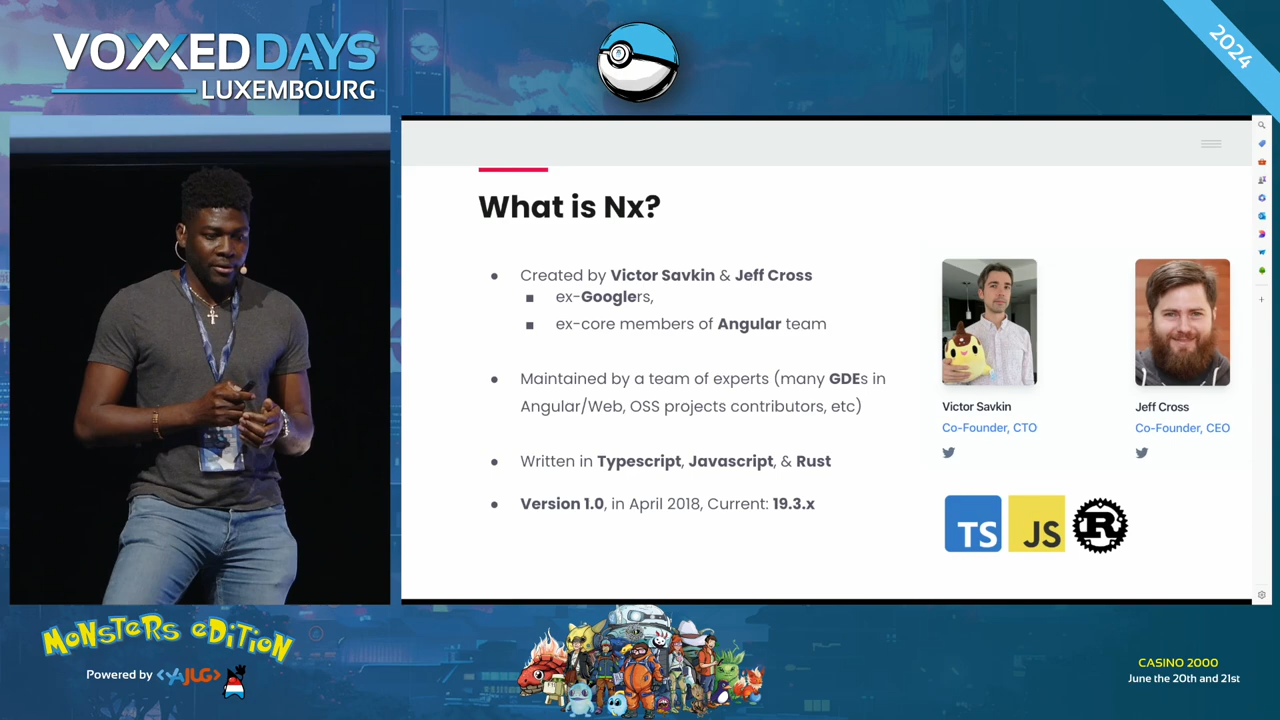 VOXXED DAYS
LUXEMBOURG
2024
What is Nx?
● Created by Victor Savkin & Jeff Cross
■ ex-Googlers,
■ ex-core members of Angular team
● Maintained by a team of experts (many GDEs in
Angular/Web, OSS projects contributors, etc)
● Written in Typescript, Javascript, & Rust
● Version 1.0, in April 2018, Current: 19.3.x
Victor Savkin
Co-Founder, CTO
Jeff Cross
Co-Founder, CEO
TS
JS
R
MONSTERS EDITION
Powered by <YAJUG>
CASINO 2000
June the 20th and 21st